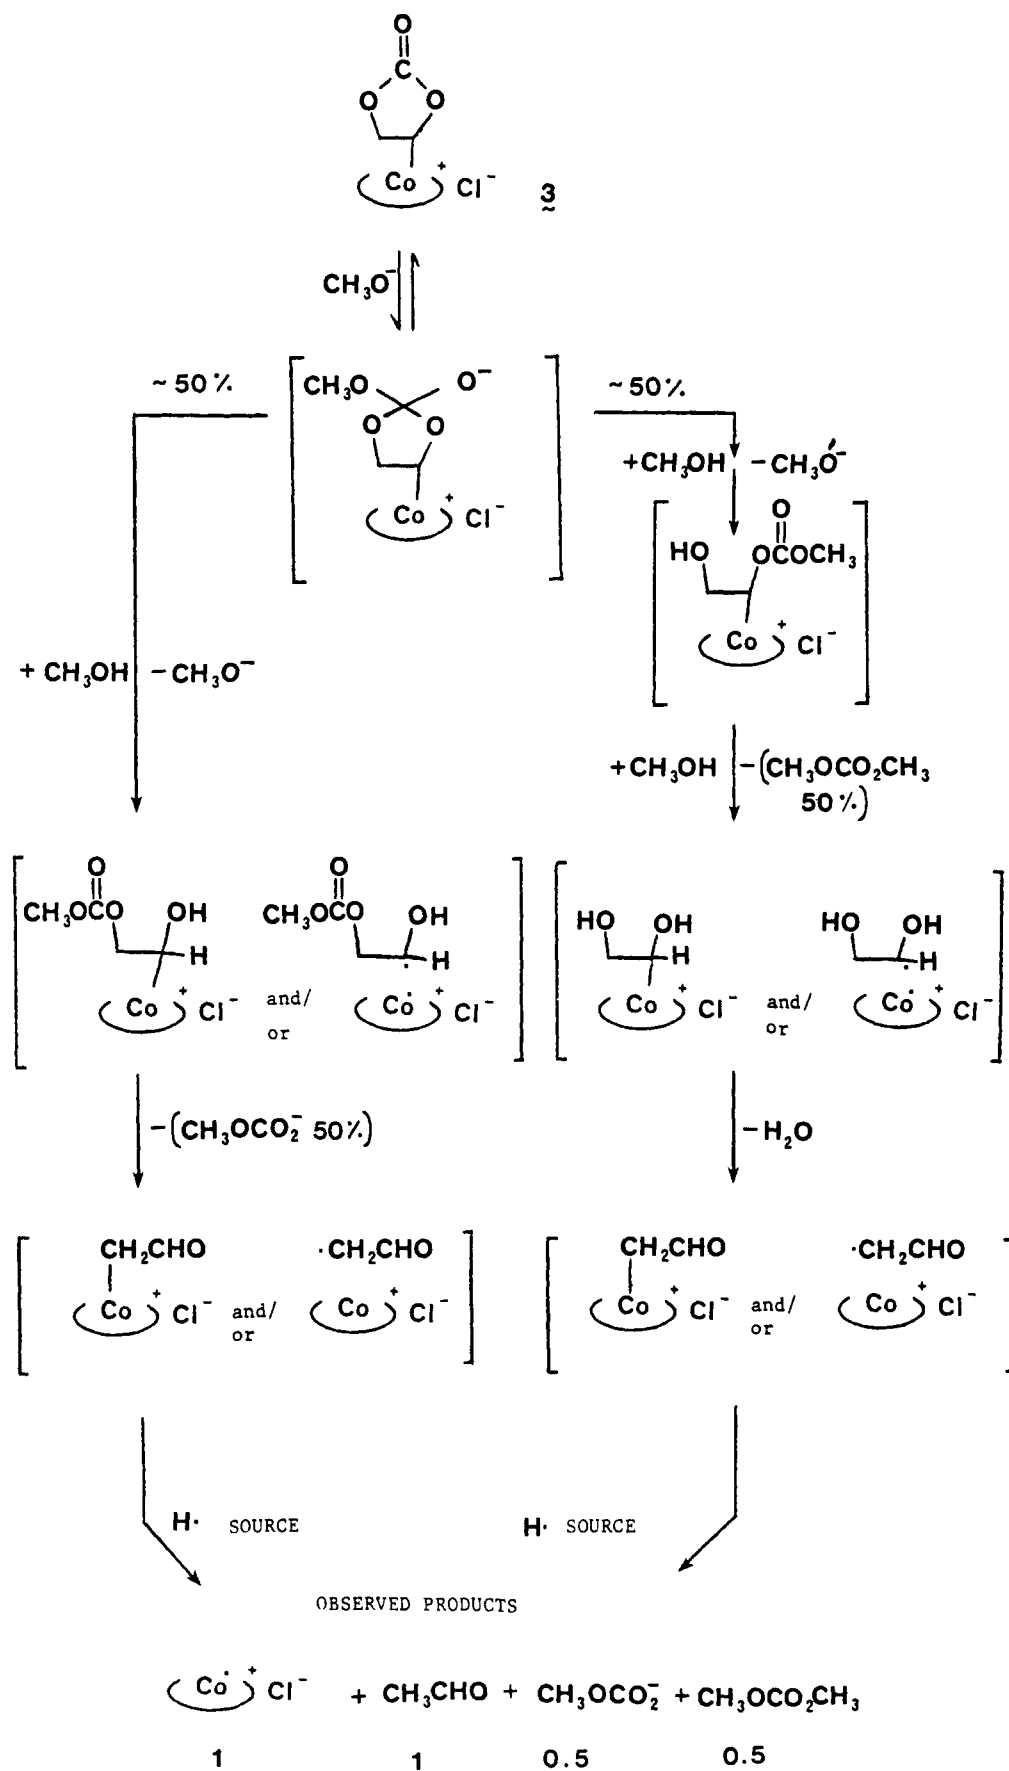 O
C
O O
Co + Cl⁻ 3
CH₃O⁻
~50% ~50%
CH₃O O⁻
O O
Co + Cl⁻
+CH₃OH -CH₃O⁻
O
HO OCOCH₃
Co + Cl⁻
+ CH₃OH -CH₃O⁻
+CH₃OH -(CH₃OCO₂CH₃
50%)
O O
CH₃OCO OH CH₃OCO OH HO OH HO OH
H ·H H ·H
Co + Cl⁻ and/ Co· + Cl⁻ Co + Cl⁻ and/ Co· + Cl⁻
or or
-(CH₃OCO₂⁻ 50%) -H₂O
CH₂CHO ·CH₂CHO CH₂CHO ·CH₂CHO
Co + Cl⁻ and/ Co + Cl⁻ Co + Cl⁻ and/ Co + Cl⁻
or or
H· SOURCE H· SOURCE
OBSERVED PRODUCTS
Co· + Cl⁻ + CH₃CHO + CH₃OCO₂⁻ + CH₃OCO₂CH₃
1 1 0.5 0.5